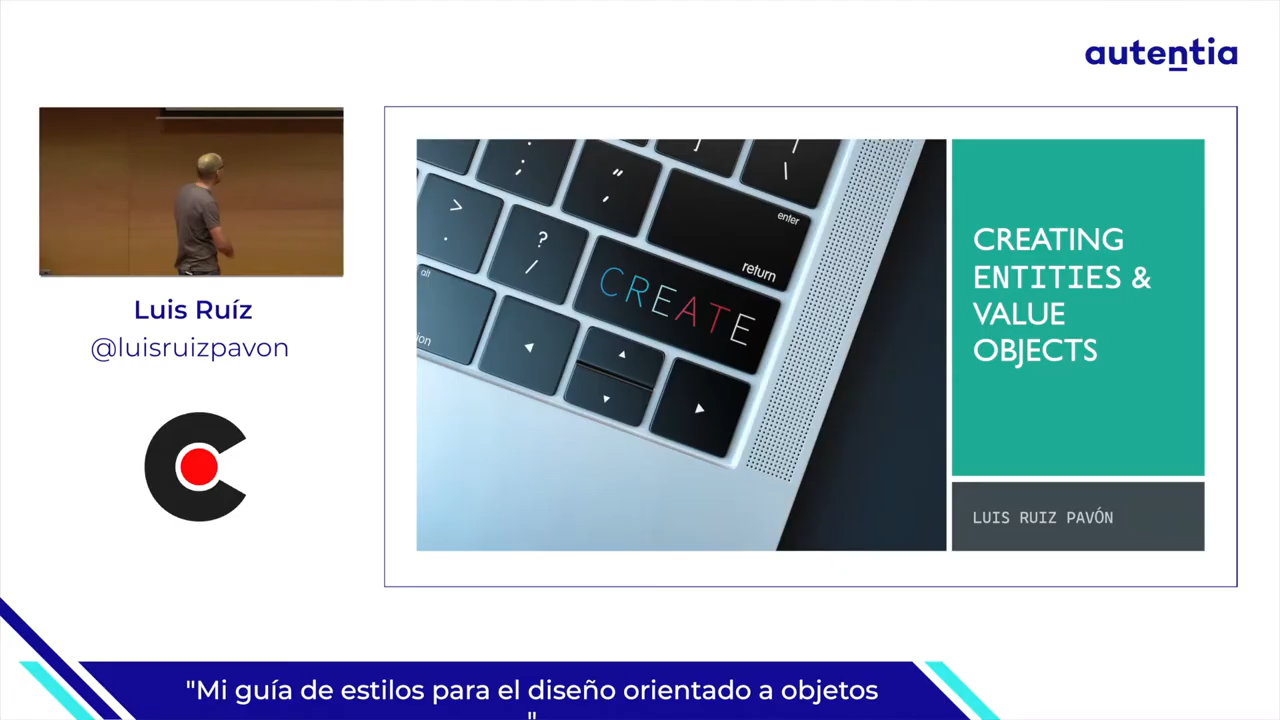 autentia
Luis Ruíz
@luisruizpavon
CREATING
ENTITIES &
VALUE
OBJECTS
LUIS RUIZ PAVÓN
enter
return
>
.
?
/
:
;
"
,
|
\
]
alt
ion
CREATE
"Mi guía de estilos para el diseño orientado a objetos
"